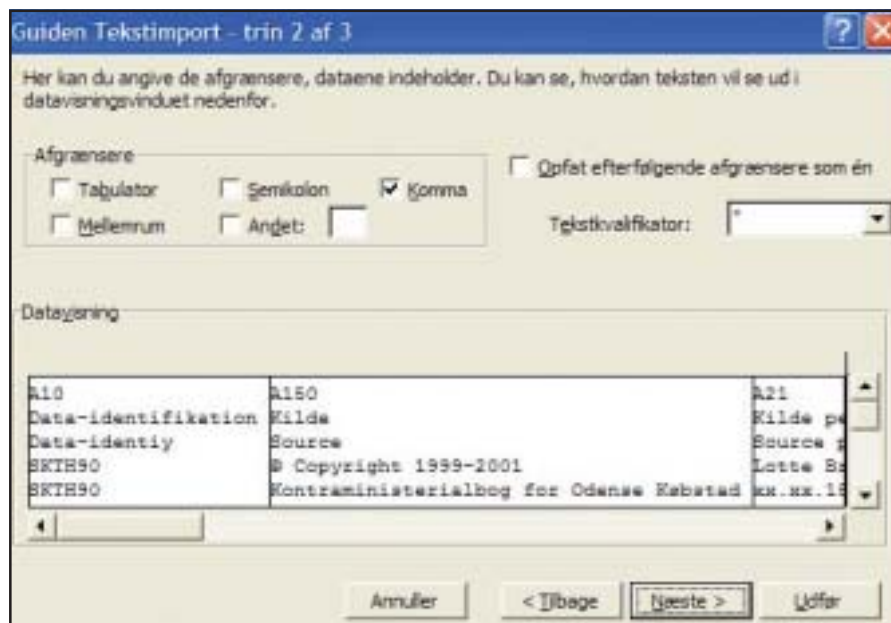 Guiden Tekstimport - trin 2 af 3
Her kan du angive de afgrænsere, dataene indeholder. Du kan se, hvordan teksten vil se ud i
datavisningsvinduet nedenfor.
Afgrænsere
Tabulator Semikolon Komma
Mellemrum Andet:
Opfat efterfølgende afgrænsere som én
Tekstkvalifikator: "
Datavisning
A10 A150 A21
Data-identifikation Kilde Kilde pe
Data-identiy Source Source p
SKTH90 © Copyright 1999-2001 Lotte Br
SKTH90 Kontraministerialbog for Odense Købstad xx.xx.18
Annuller < Tilbage Næste > Udfør